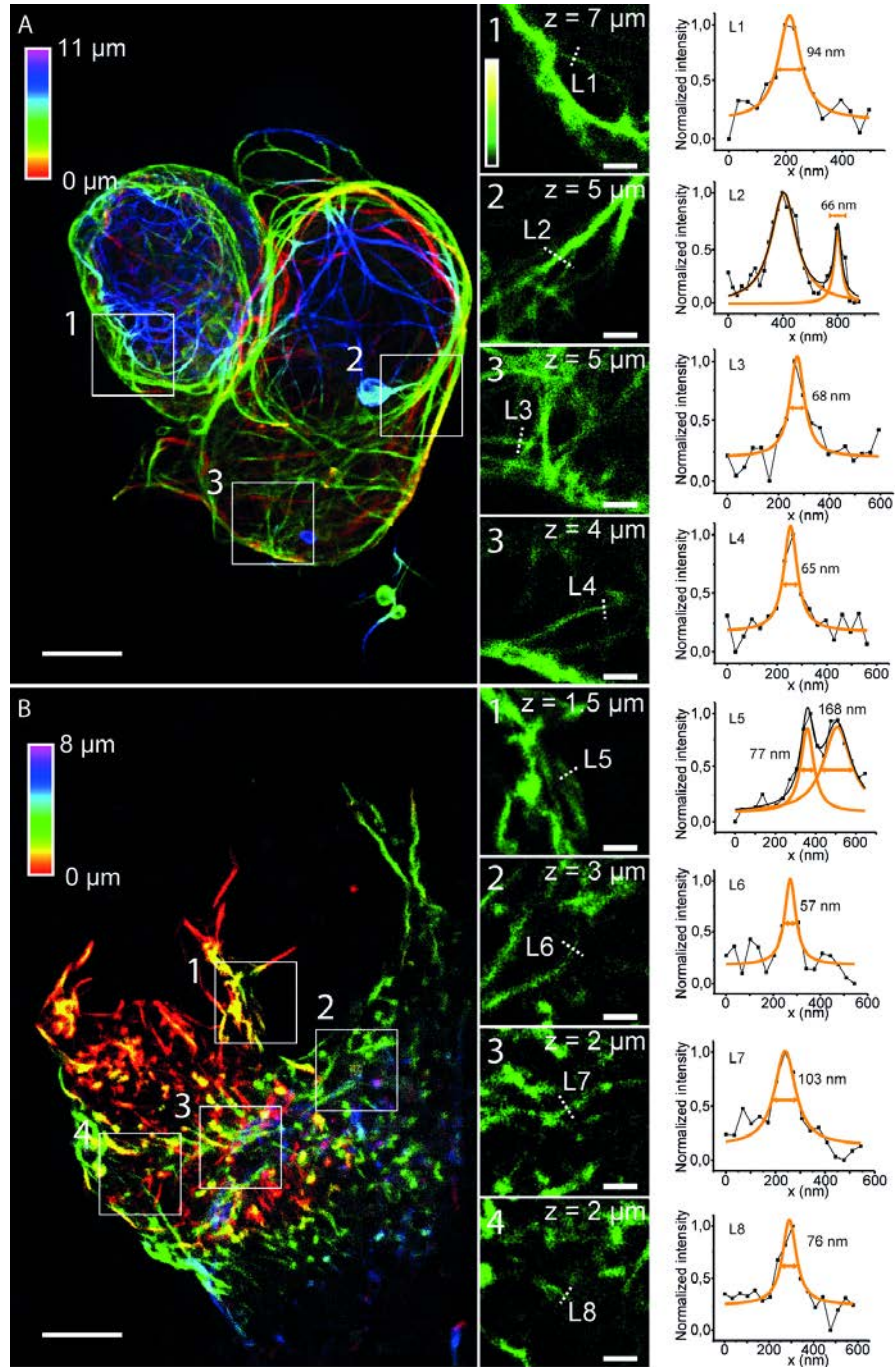 A
11 µm
0 µm
1
2
3
1
z = 7 µm
L1
2
z = 5 µm
L2
3
z = 5 µm
L3
3
z = 4 µm
L4
L1
94 nm
Normalized intensity
1,0
0,5
0,0
0 200 400
x (nm)
L2
66 nm
Normalized intensity
1,0
0,5
0,0
0 400 800
x (nm)
L3
68 nm
Normalized intensity
1,0
0,5
0,0
0 200 400 600
x (nm)
L4
65 nm
Normalized intensity
1,0
0,5
0,0
0 200 400 600
x (nm)
B
8 µm
0 µm
1
2
3
4
1
z = 1.5 µm
L5
2
z = 3 µm
L6
3
z = 2 µm
L7
4
z = 2 µm
L8
L5
168 nm
77 nm
Normalized intensity
1,0
0,5
0,0
0 200 400 600
x (nm)
L6
57 nm
Normalized intensity
1,0
0,5
0,0
0 200 400 600
x (nm)
L7
103 nm
Normalized intensity
1,0
0,5
0,0
0 200 400 600
x (nm)
L8
76 nm
Normalized intensity
1,0
0,5
0,0
0 200 400 600
x (nm)